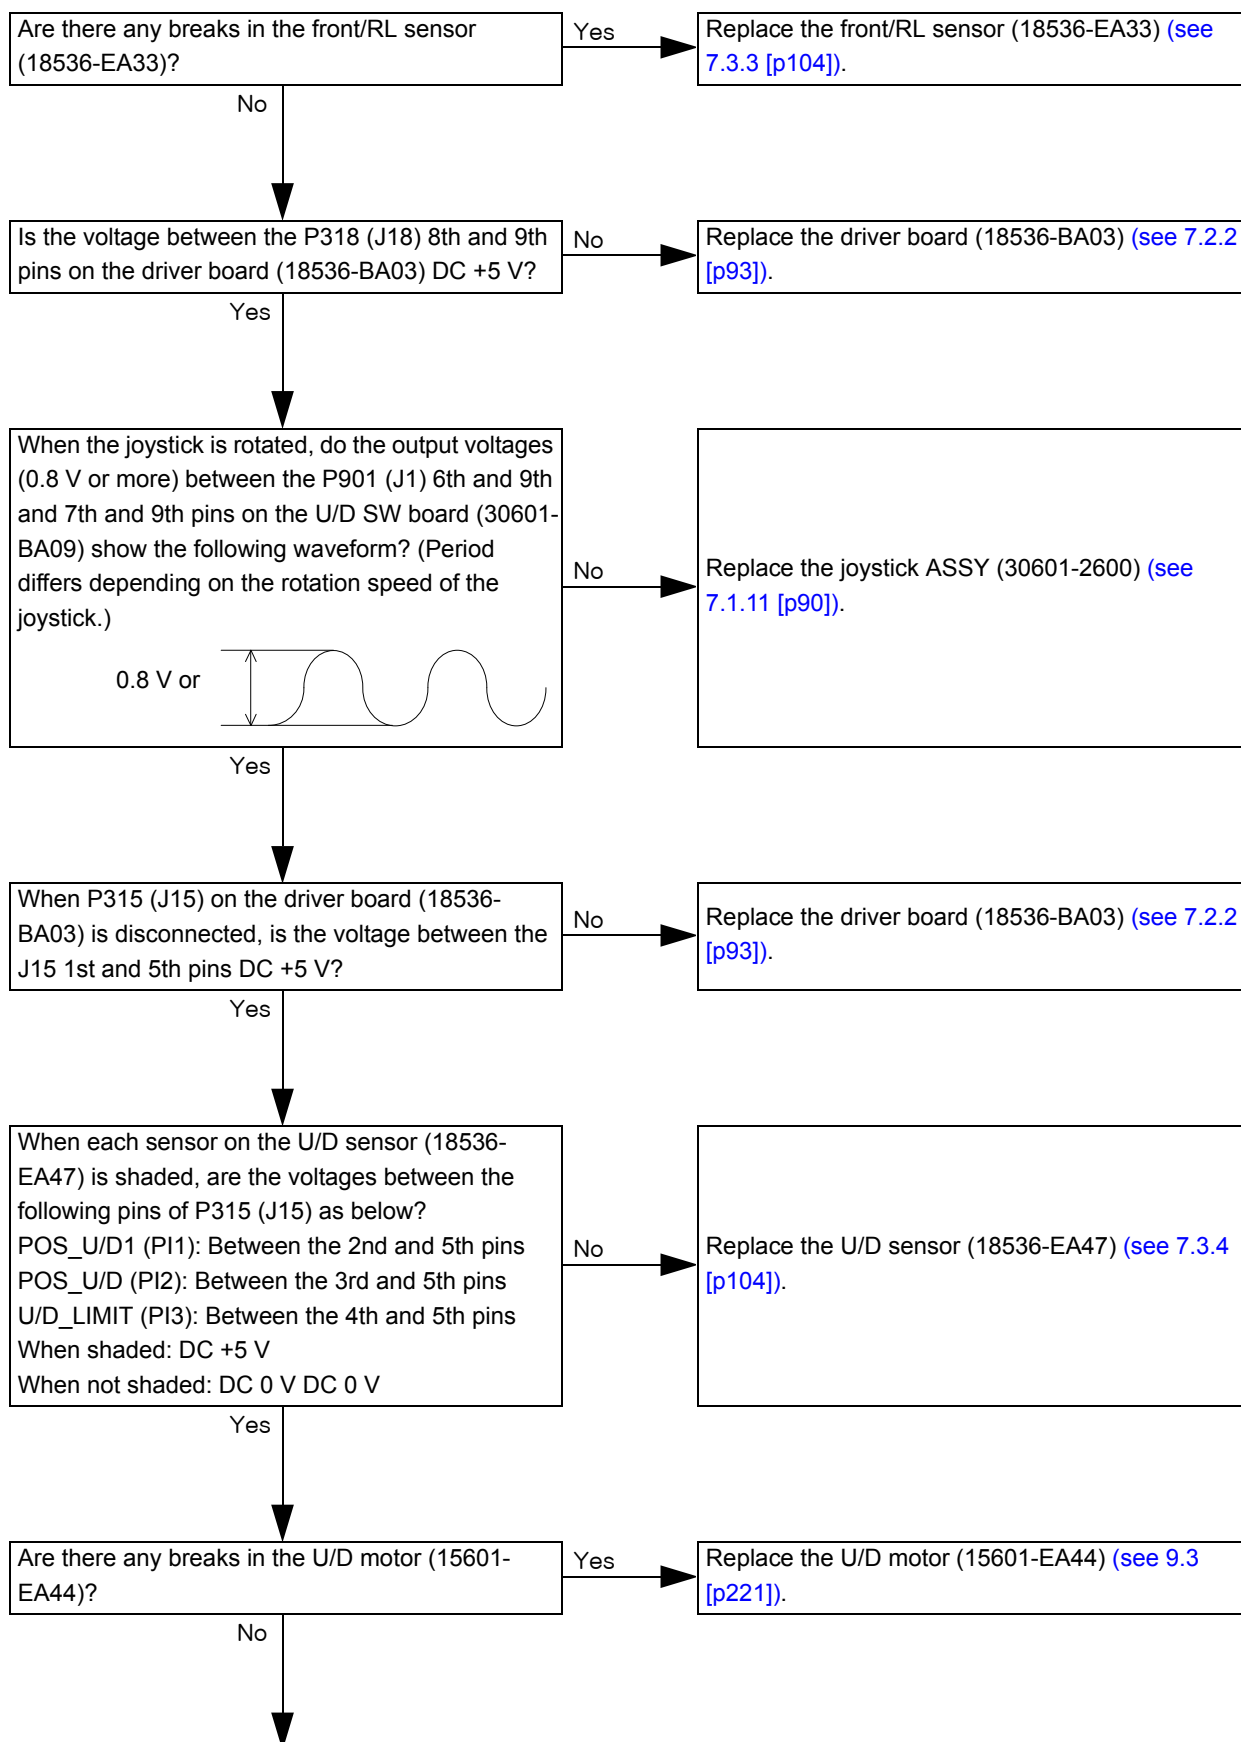 Are there any breaks in the front/RL sensor
(18536-EA33)?
Yes
Replace the front/RL sensor (18536-EA33) (see
7.3.3 [p104]).
No
Is the voltage between the P318 (J18) 8th and 9th
pins on the driver board (18536-BA03) DC +5 V?
No
Replace the driver board (18536-BA03) (see 7.2.2
[p93]).
Yes
When the joystick is rotated, do the output voltages
(0.8 V or more) between the P901 (J1) 6th and 9th
and 7th and 9th pins on the U/D SW board (30601-
BA09) show the following waveform? (Period
differs depending on the rotation speed of the
joystick.)
0.8 V or
No
Replace the joystick ASSY (30601-2600) (see
7.1.11 [p90]).
Yes
When P315 (J15) on the driver board (18536-
BA03) is disconnected, is the voltage between the
J15 1st and 5th pins DC +5 V?
No
Replace the driver board (18536-BA03) (see 7.2.2
[p93]).
Yes
When each sensor on the U/D sensor (18536-
EA47) is shaded, are the voltages between the
following pins of P315 (J15) as below?
POS_U/D1 (PI1): Between the 2nd and 5th pins
POS_U/D (PI2): Between the 3rd and 5th pins
U/D_LIMIT (PI3): Between the 4th and 5th pins
When shaded: DC +5 V
When not shaded: DC 0 V DC 0 V
No
Replace the U/D sensor (18536-EA47) (see 7.3.4
[p104]).
Yes
Are there any breaks in the U/D motor (15601-
EA44)?
Yes
Replace the U/D motor (15601-EA44) (see 9.3
[p221]).
No